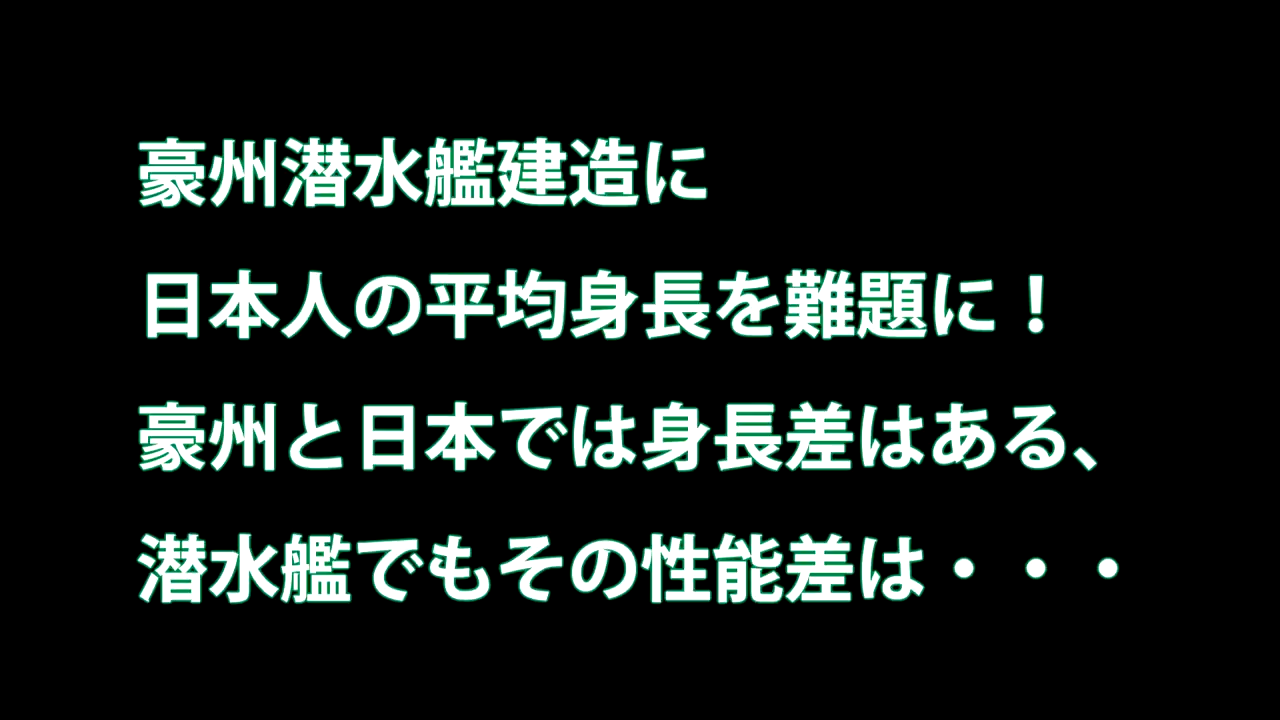 豪州潜水艦建造に
日本人の平均身長を難題に！
豪州と日本では身長差はある、
潜水艦でもその性能差は・・・